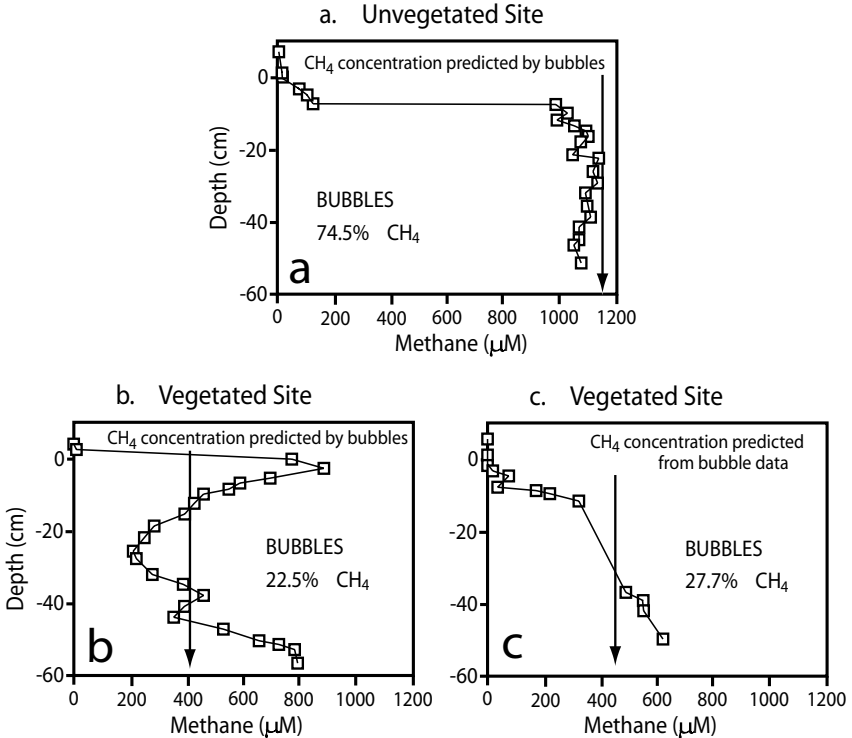 a. Unvegetated Site
CH4 concentration predicted by bubbles
0
-20
-40
-60
Depth (cm)
BUBBLES
74.5% CH4
a
0 200 400 600 800 1000 1200
Methane (μM)
b. Vegetated Site
CH4 concentration predicted by bubbles
0
-20
-40
-60
Depth (cm)
BUBBLES
22.5% CH4
b
0 200 400 600 800 1000 1200
Methane (μM)
c. Vegetated Site
CH4 concentration predicted
from bubble data
0
-20
-40
-60
BUBBLES
27.7% CH4
c
0 200 400 600 800 1000 1200
Methane (μM)